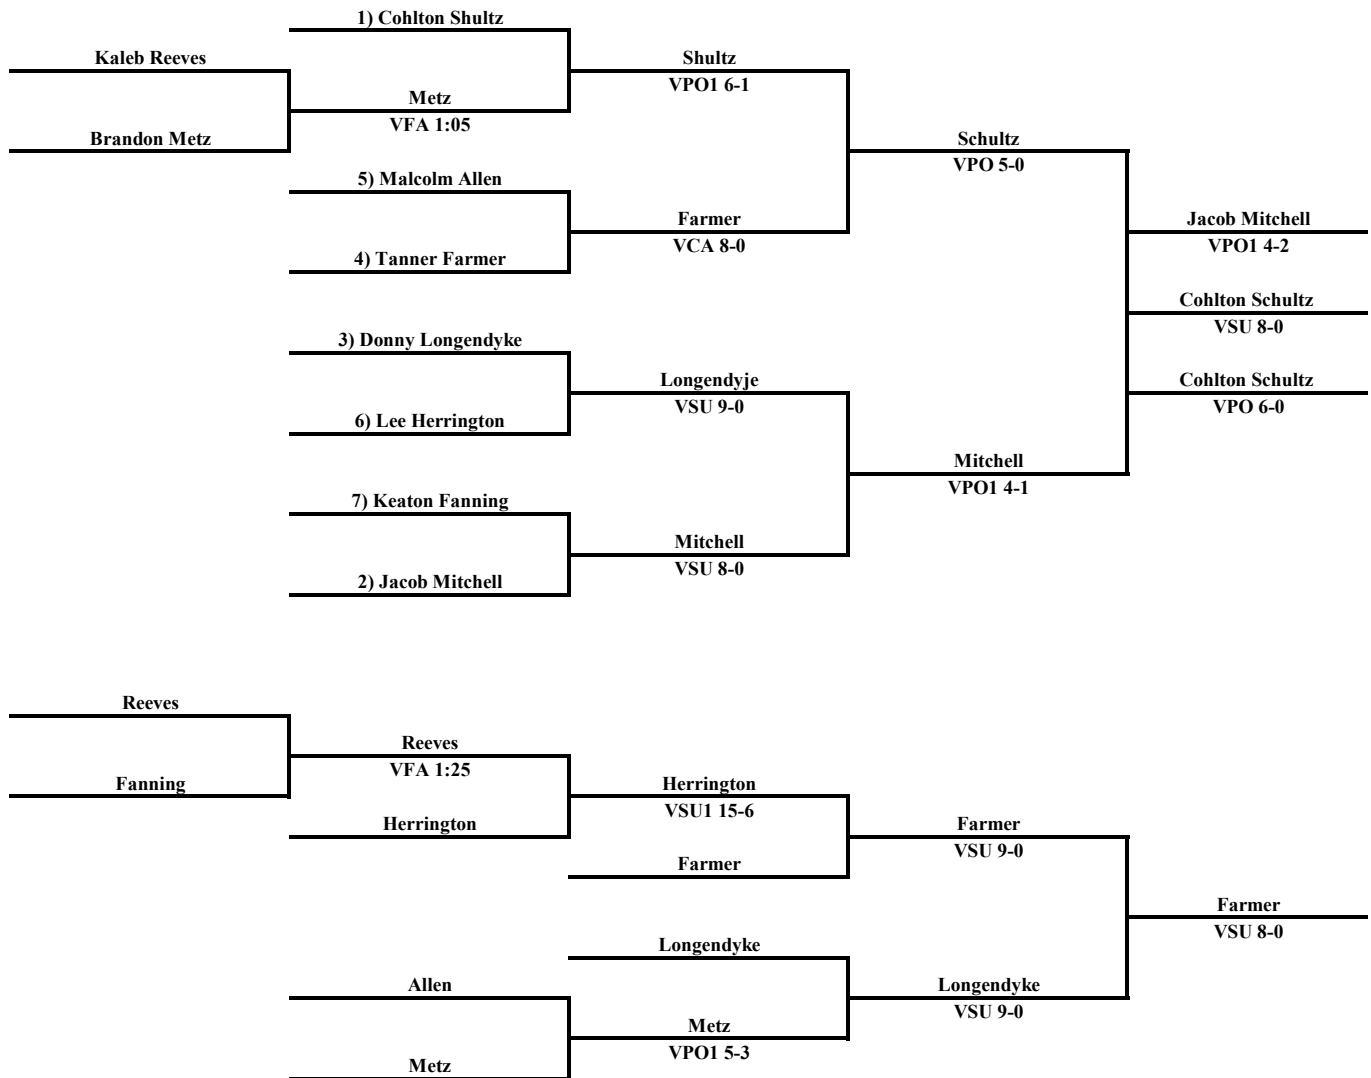 1) Cohlton Shultz
Kaleb Reeves
Shultz
VPO1 6-1
Metz
VFA 1:05
Brandon Metz
Schultz
VPO 5-0
5) Malcolm Allen
Farmer
VCA 8-0
Jacob Mitchell
VPO1 4-2
4) Tanner Farmer
Cohlton Schultz
VSU 8-0
3) Donny Longendyke
Longendyje
VSU 9-0
Cohlton Schultz
VPO 6-0
6) Lee Herrington
Mitchell
VPO1 4-1
7) Keaton Fanning
Mitchell
VSU 8-0
2) Jacob Mitchell
Reeves
Reeves
VFA 1:25
Fanning
Herrington
VSU1 15-6
Herrington
Farmer
VSU 9-0
Farmer
Farmer
VSU 8-0
Longendyke
Allen
Longendyke
VSU 9-0
Metz
VPO1 5-3
Metz